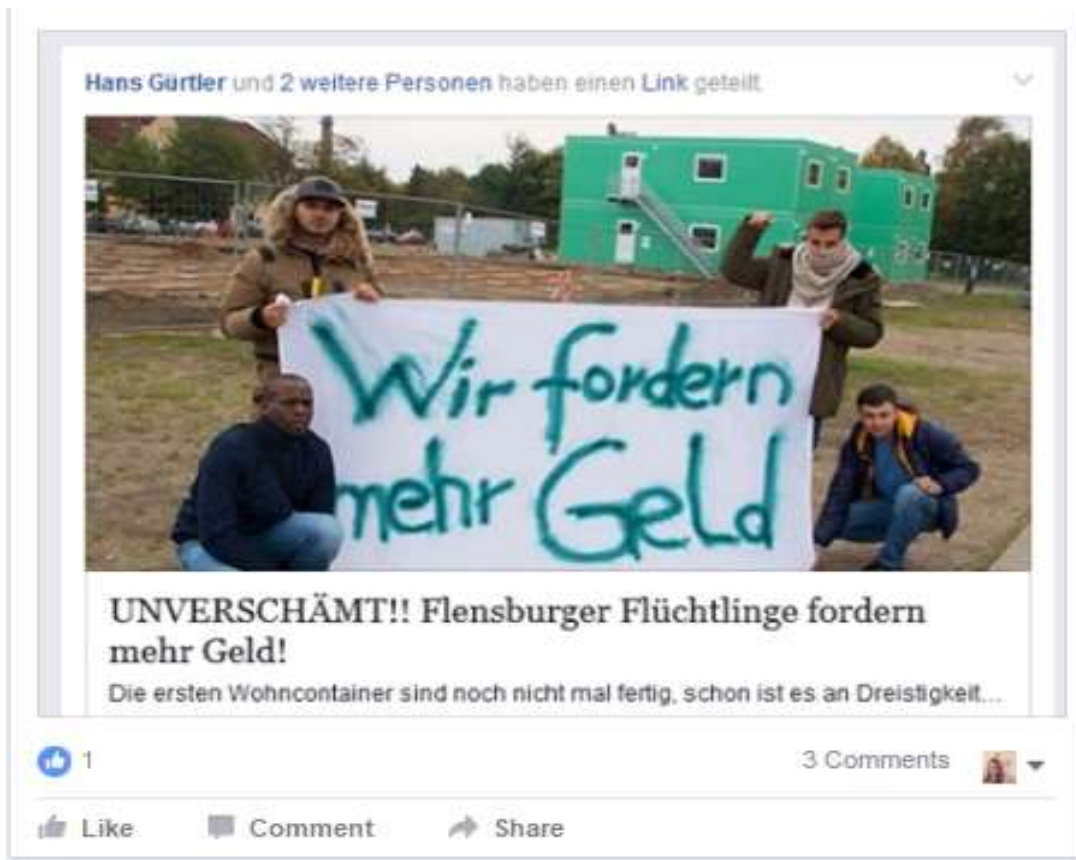 Hans Gürtler und 2 weitere Personen haben einen Link geteilt.
Wir fordern
mehr Geld
UNVERSCHÄMT!! Flensburger Flüchtlinge fordern
mehr Geld!
Die ersten Wohncontainer sind noch nicht mal fertig, schon ist es an Dreistigkeit...
1
3 Comments
Like Comment Share